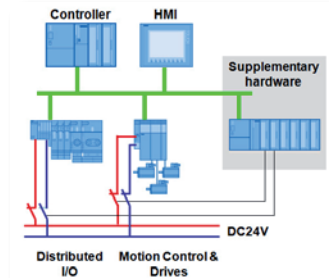 Controller
HMI
Supplementary
hardware
DC24V
Distributed
I/O
Motion Control &
Drives